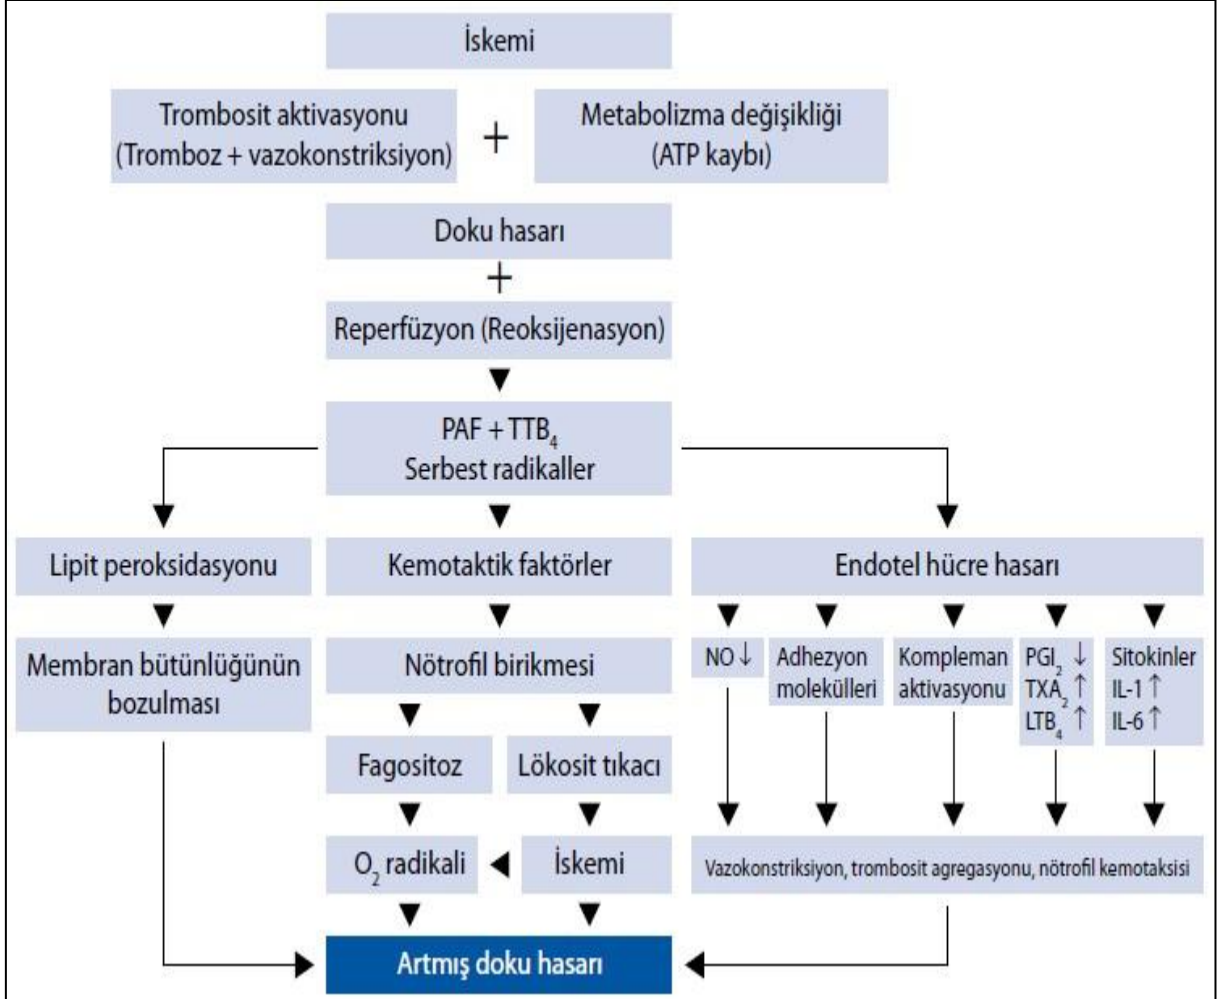 İskemi
Trombosit aktivasyonu
(Tromboz + vazokonstriksiyon)
+
Metabolizma değişikliği
(ATP kaybı)
Doku hasarı
+
Reperfüzyon (Reoksijenasyon)
PAF + TTB₄
Serbest radikaller
Lipit peroksidasyonu
Kemotaktik faktörler
Endotel hücre hasarı
Membran bütünlüğünün
bozulması
Nötrofil birikmesi
NO ↓
Adhezyon
molekülleri
Kompleman
aktivasyonu
PGI₂ ↓
TXA₂ ↑
LTB₄ ↑
Sitokinler
IL-1 ↑
IL-6 ↑
Fagositoz
Lökosit tıkacı
O₂ radikali
İskemi
Vazokonstriksiyon, trombosit agregasyonu, nötrofil kemotaksisi
Artmış doku hasarı